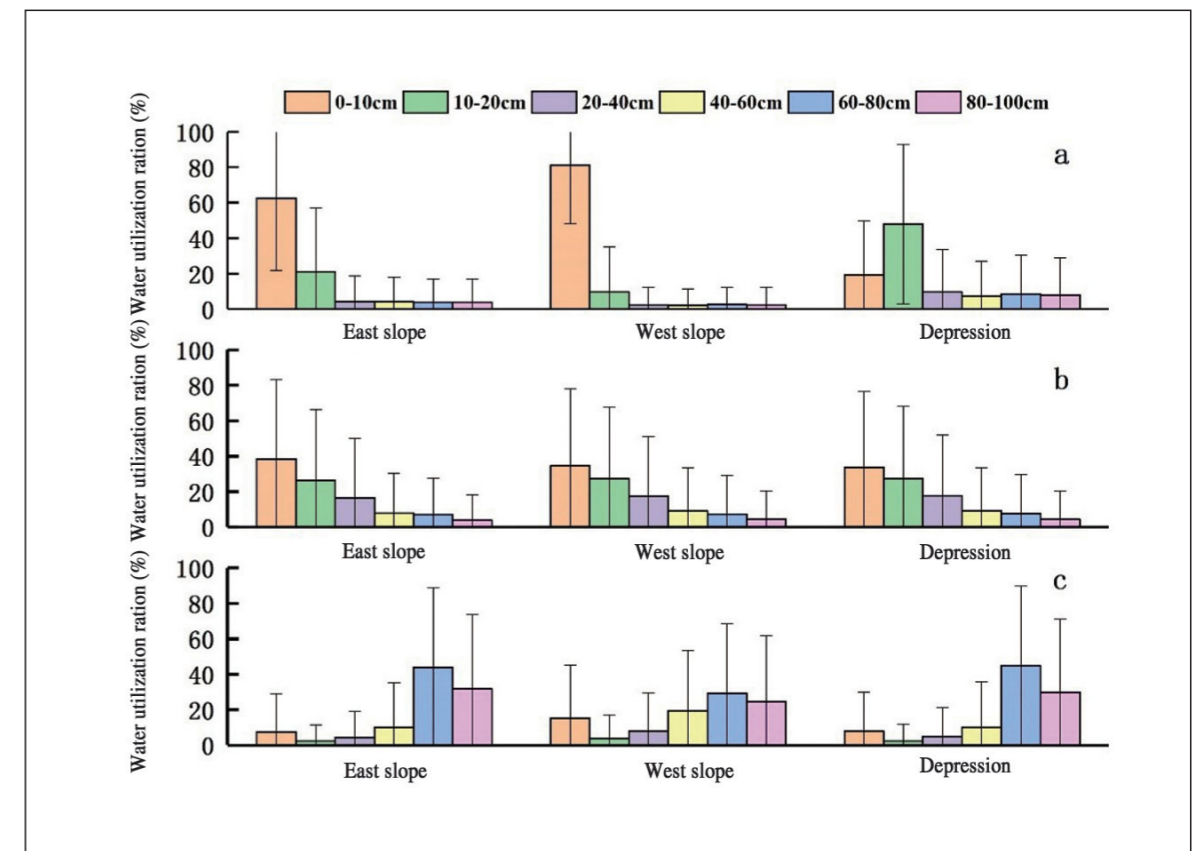 0-10cm 10-20cm 20-40cm 40-60cm 60-80cm 80-100cm
Water utilization ration (%)
100
80
60
40
20
0
a
East slope West slope Depression
Water utilization ration (%)
100
80
60
40
20
0
b
East slope West slope Depression
Water utilization ration (%)
100
80
60
40
20
0
c
East slope West slope Depression